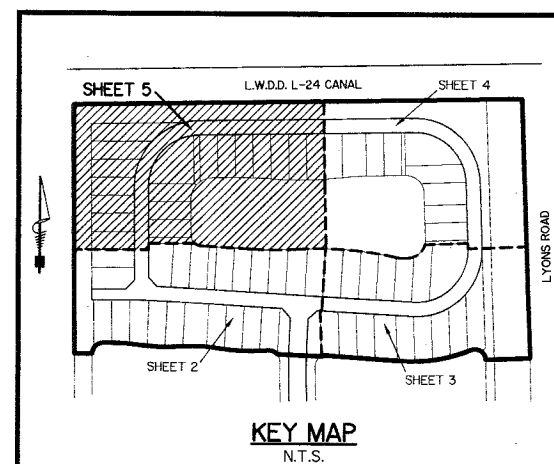 L.W.D.D. L-24 CANAL
SHEET 5
SHEET 4
LYONS ROAD
SHEET 2
SHEET 3
KEY MAP
N.T.S.